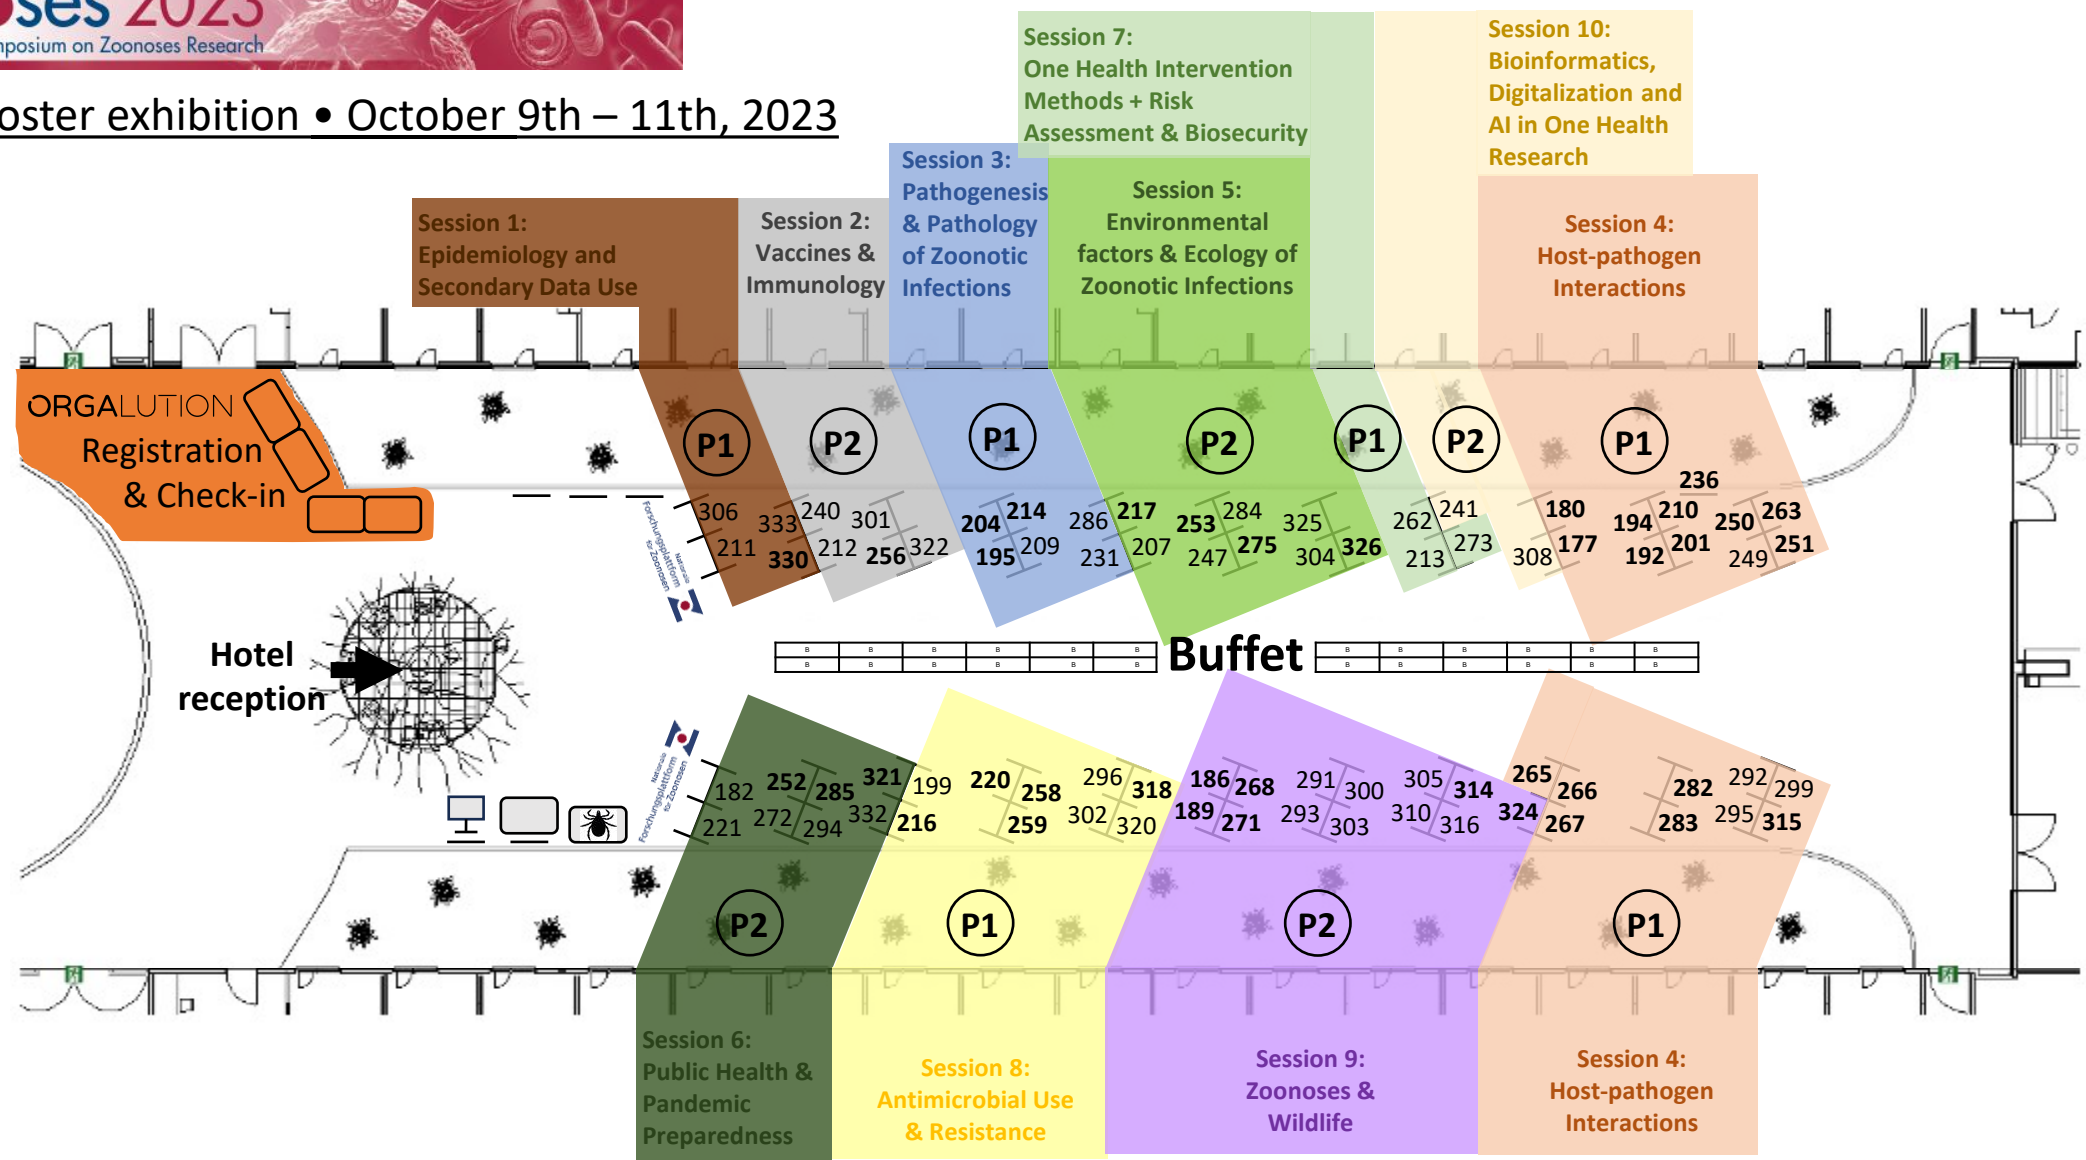 oses 2023
mposium on Zoonoses Research
oster exhibition • October 9th – 11th, 2023
Session 7:
One Health Intervention
Methods + Risk
Assessment & Biosecurity
Session 10:
Bioinformatics,
Digitalization and
AI in One Health
Research
Session 1:
Epidemiology and
Secondary Data Use
Session 2:
Vaccines &
Immunology
Session 3:
Pathogenesis
& Pathology
of Zoonotic
Infections
Session 5:
Environmental
factors & Ecology of
Zoonotic Infections
Session 4:
Host-pathogen
Interactions
ORGALUTION
Registration
& Check-in
P1 P2 P1 P2 P1 P2 P1
236
306 333 240 301 204 214 286 217 253 284 325 262 241 180 194 210 250 263
211 330 212 256 322 195 209 231 207 247 275 304 326 213 273 308 177 192 201 249 251
Nationale
Forschungsplattform
für Zoonosen
Hotel
reception
B B B B B B
B B B B B B
Buffet
B B B B B B
B B B B B B
Nationale
Forschungsplattform
für Zoonosen
182 252 285 321 199 220 258 296 318 186 268 291 300 305 314 265 266 282 292 299
221 272 294 332 216 259 302 320 189 271 293 303 310 316 324 267 283 295 315
P2 P1 P2 P1
Session 6:
Public Health &
Pandemic
Preparedness
Session 8:
Antimicrobial Use
& Resistance
Session 9:
Zoonoses &
Wildlife
Session 4:
Host-pathogen
Interactions